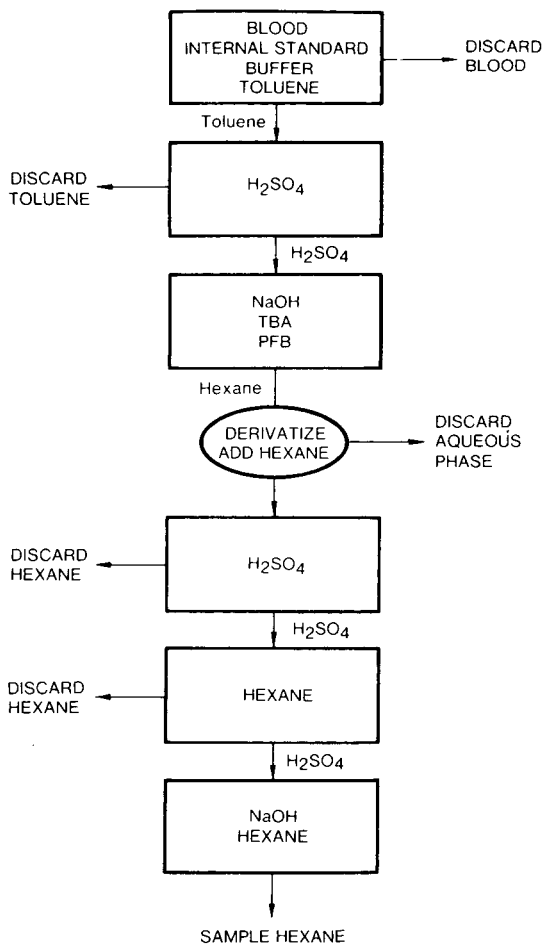 BLOOD
INTERNAL STANDARD
BUFFER
TOLUENE
DISCARD
BLOOD
Toluene
H2SO4
DISCARD
TOLUENE
H2SO4
NaOH
TBA
PFB
Hexane
DERIVATIZE
ADD HEXANE
DISCARD
AQUEOUS
PHASE
H2SO4
DISCARD
HEXANE
H2SO4
HEXANE
DISCARD
HEXANE
H2SO4
NaOH
HEXANE
SAMPLE HEXANE